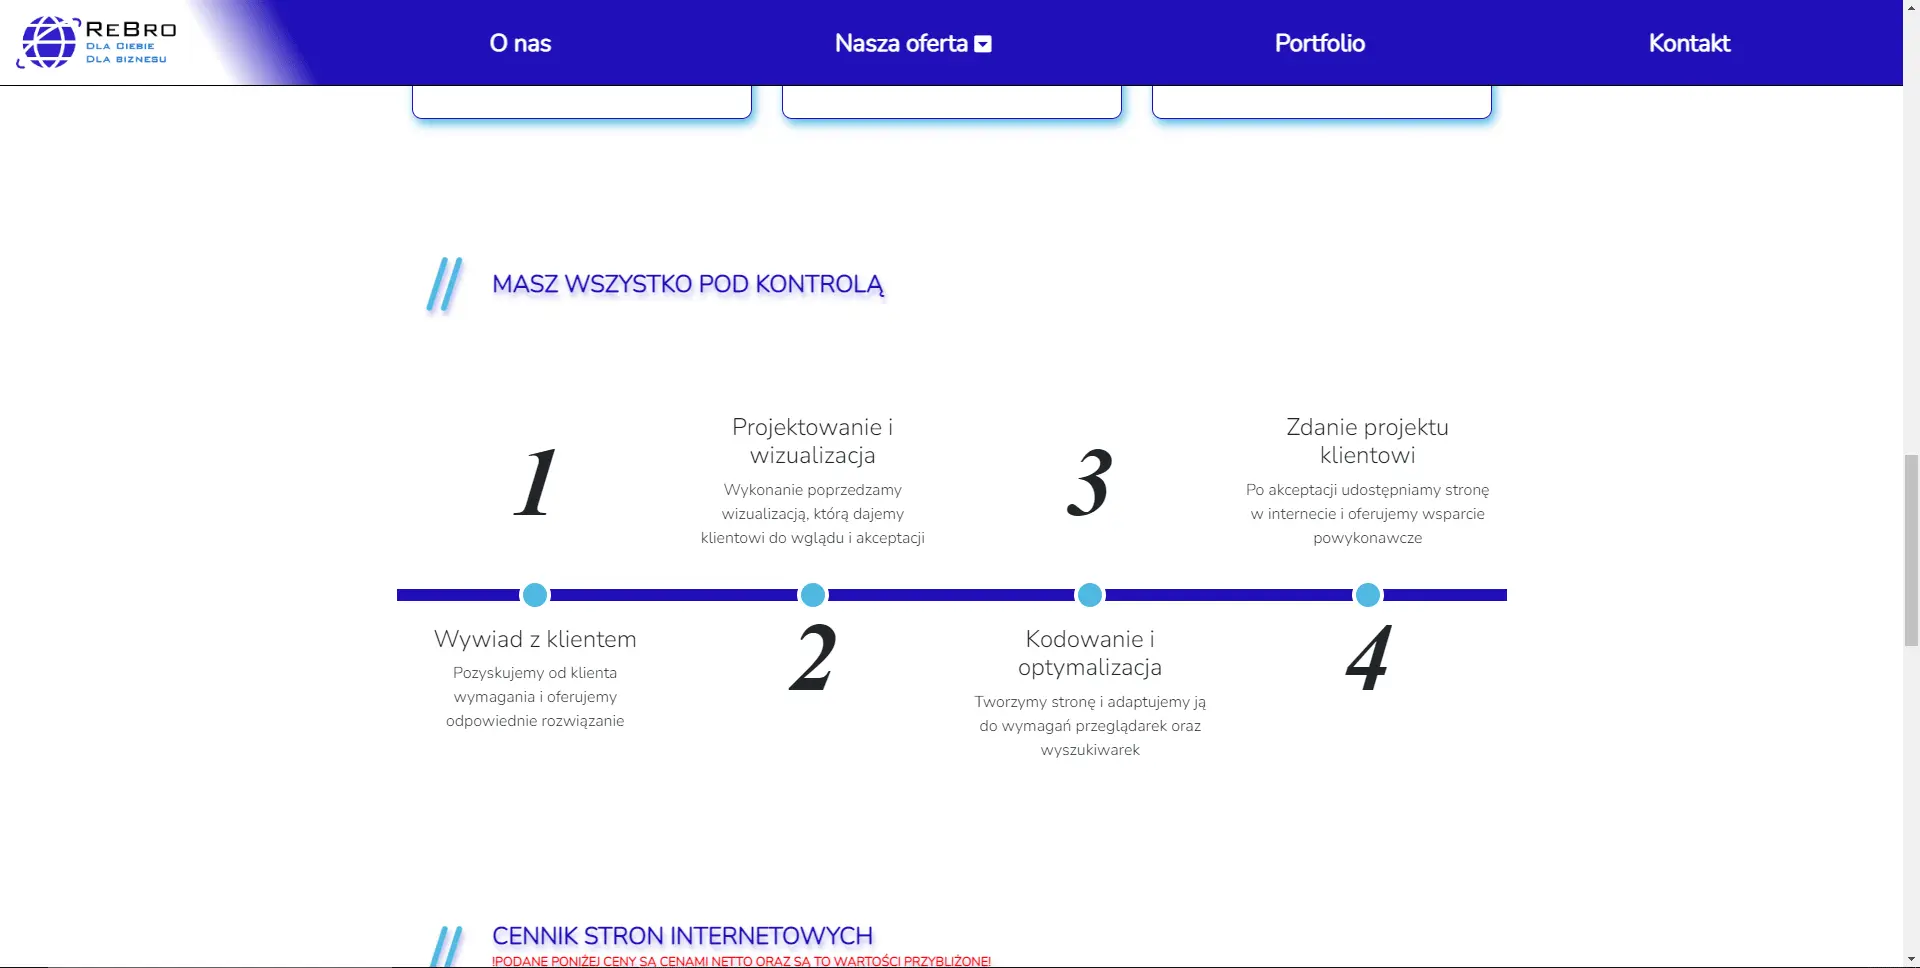 ReBro
Dla Ciebie
Dla biznesu
O nas
Nasza oferta
Portfolio
Kontakt
MASZ WSZYSTKO POD KONTROLĄ
1
Wywiad z klientem
Pozyskujemy od klienta
wymagania i oferujemy
odpowiednie rozwiązanie
Projektowanie i
wizualizacja
Wykonanie poprzedzamy
wizualizacją, którą dajemy
klientowi do wglądu i akceptacji
2
3
Kodowanie i
optymalizacja
Tworzymy stronę i adaptujemy ją
do wymagań przeglądarek oraz
wyszukiwarek
Zdanie projektu
klientowi
Po akceptacji udostępniamy stronę
w internecie i oferujemy wsparcie
powykonawcze
4
CENNIK STRON INTERNETOWYCH
!PODANE PONIŻEJ CENY SĄ CENAMI NETTO ORAZ SĄ TO WARTOŚCI PRZYBLIŻONE!